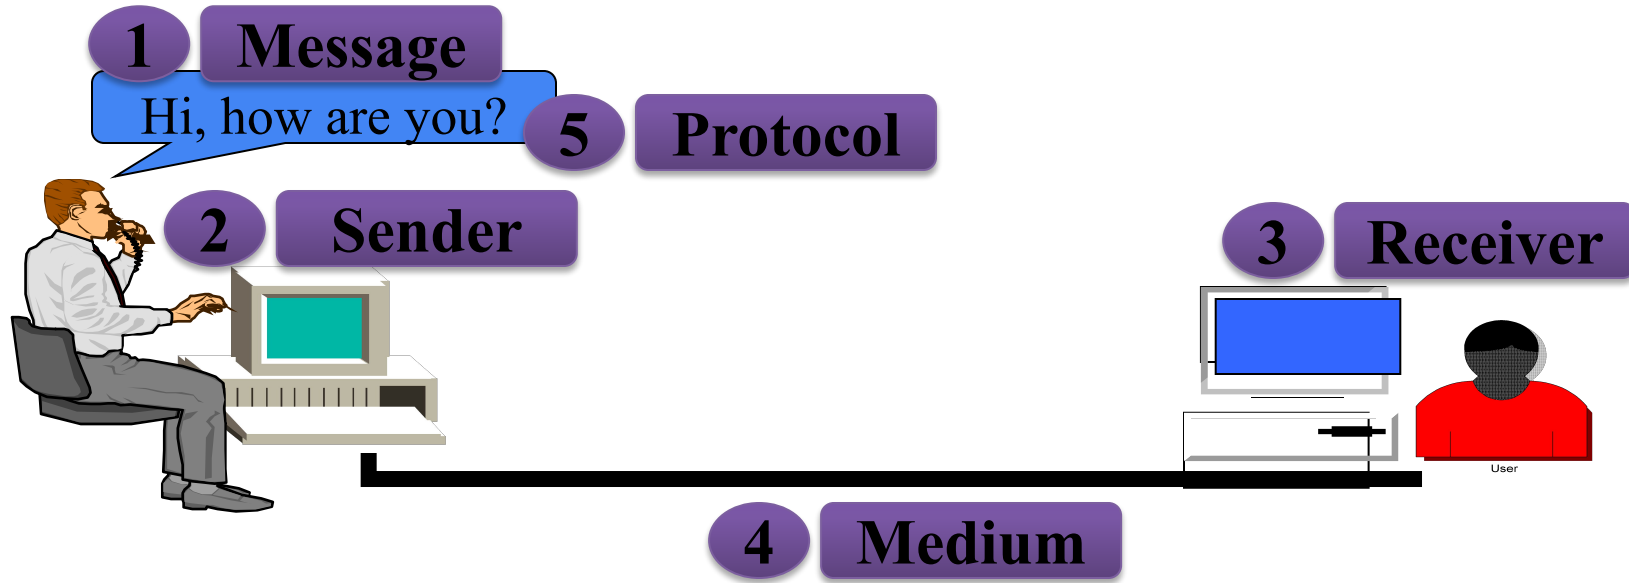 1 Message
Hi, how are you?
5 Protocol
2 Sender
3 Receiver
User
4 Medium